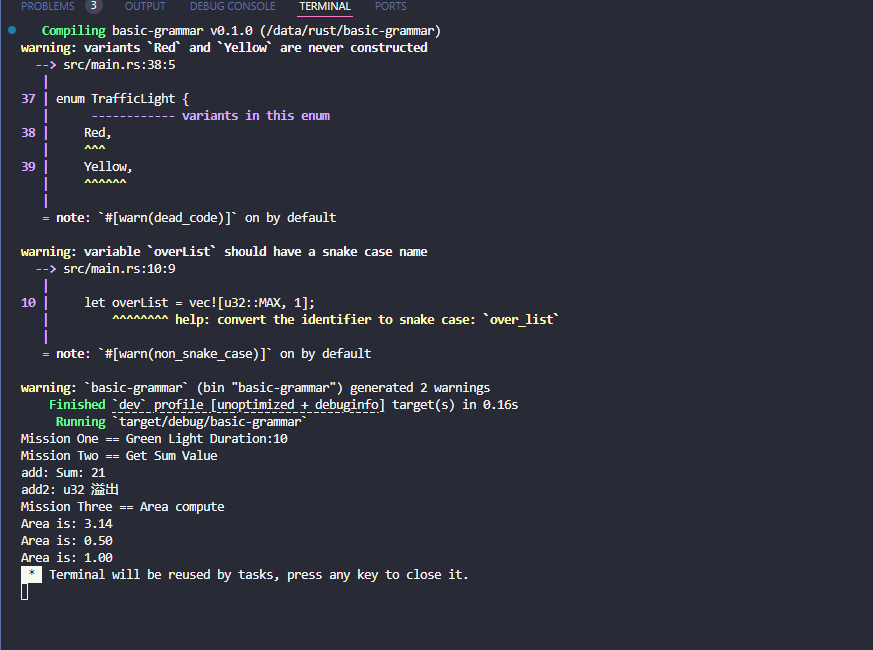 PROBLEMS 3 OUTPUT DEBUG CONSOLE TERMINAL PORTS
Compiling basic-grammar v0.1.0 (/data/rust/basic-grammar)
warning: variants `Red` and `Yellow` are never constructed
--> src/main.rs:38:5
|
37 | enum TrafficLight {
| ------------ variants in this enum
38 | Red,
| ^^^
39 | Yellow,
| ^^^^^^
|
= note: `#[warn(dead_code)]` on by default
warning: variable `overList` should have a snake case name
--> src/main.rs:10:9
|
10 | let overList = vec![u32::MAX, 1];
| ^^^^^^^^ help: convert the identifier to snake case: `over_list`
|
= note: `#[warn(non_snake_case)]` on by default
warning: `basic-grammar` (bin "basic-grammar") generated 2 warnings
Finished `dev` profile [unoptimized + debuginfo] target(s) in 0.16s
Running `target/debug/basic-grammar`
Mission One == Green Light Duration:10
Mission Two == Get Sum Value
add: Sum: 21
add2: u32 溢出
Mission Three == Area compute
Area is: 3.14
Area is: 0.50
Area is: 1.00
* Terminal will be reused by tasks, press any key to close it.